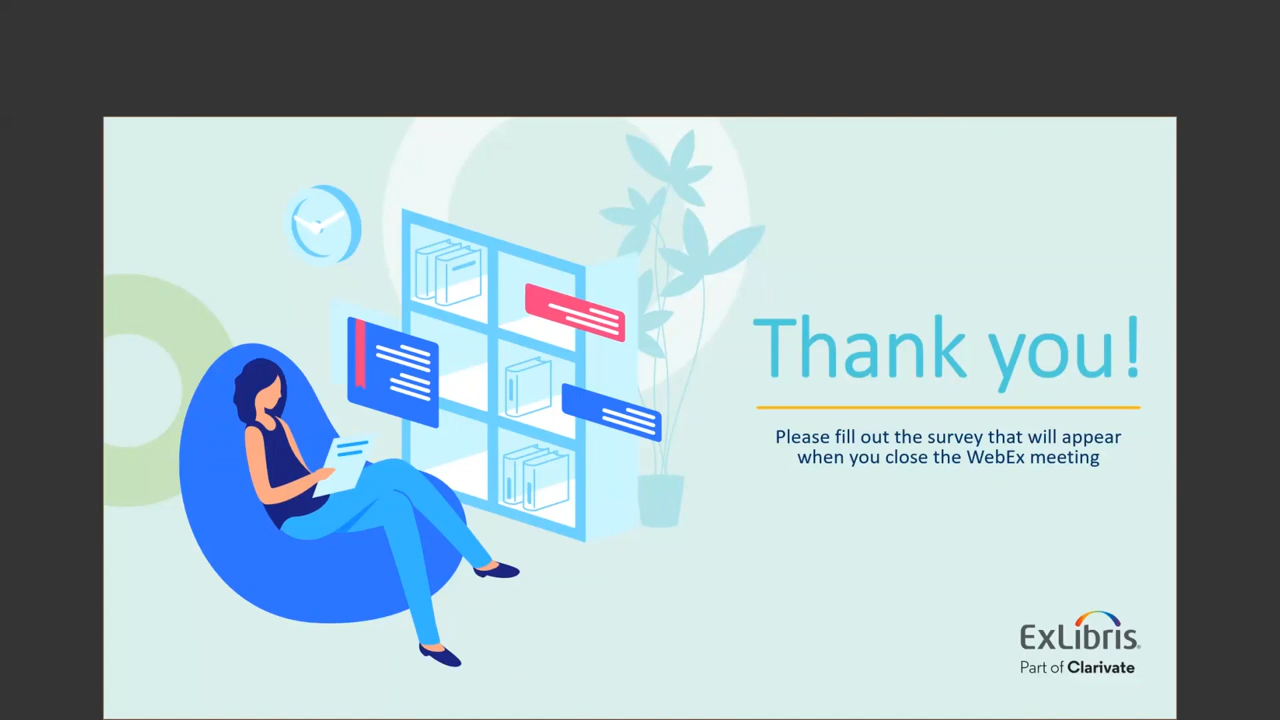 Thank you!
Please fill out the survey that will appear
when you close the WebEx meeting
ExLibris®
Part of Clarivate